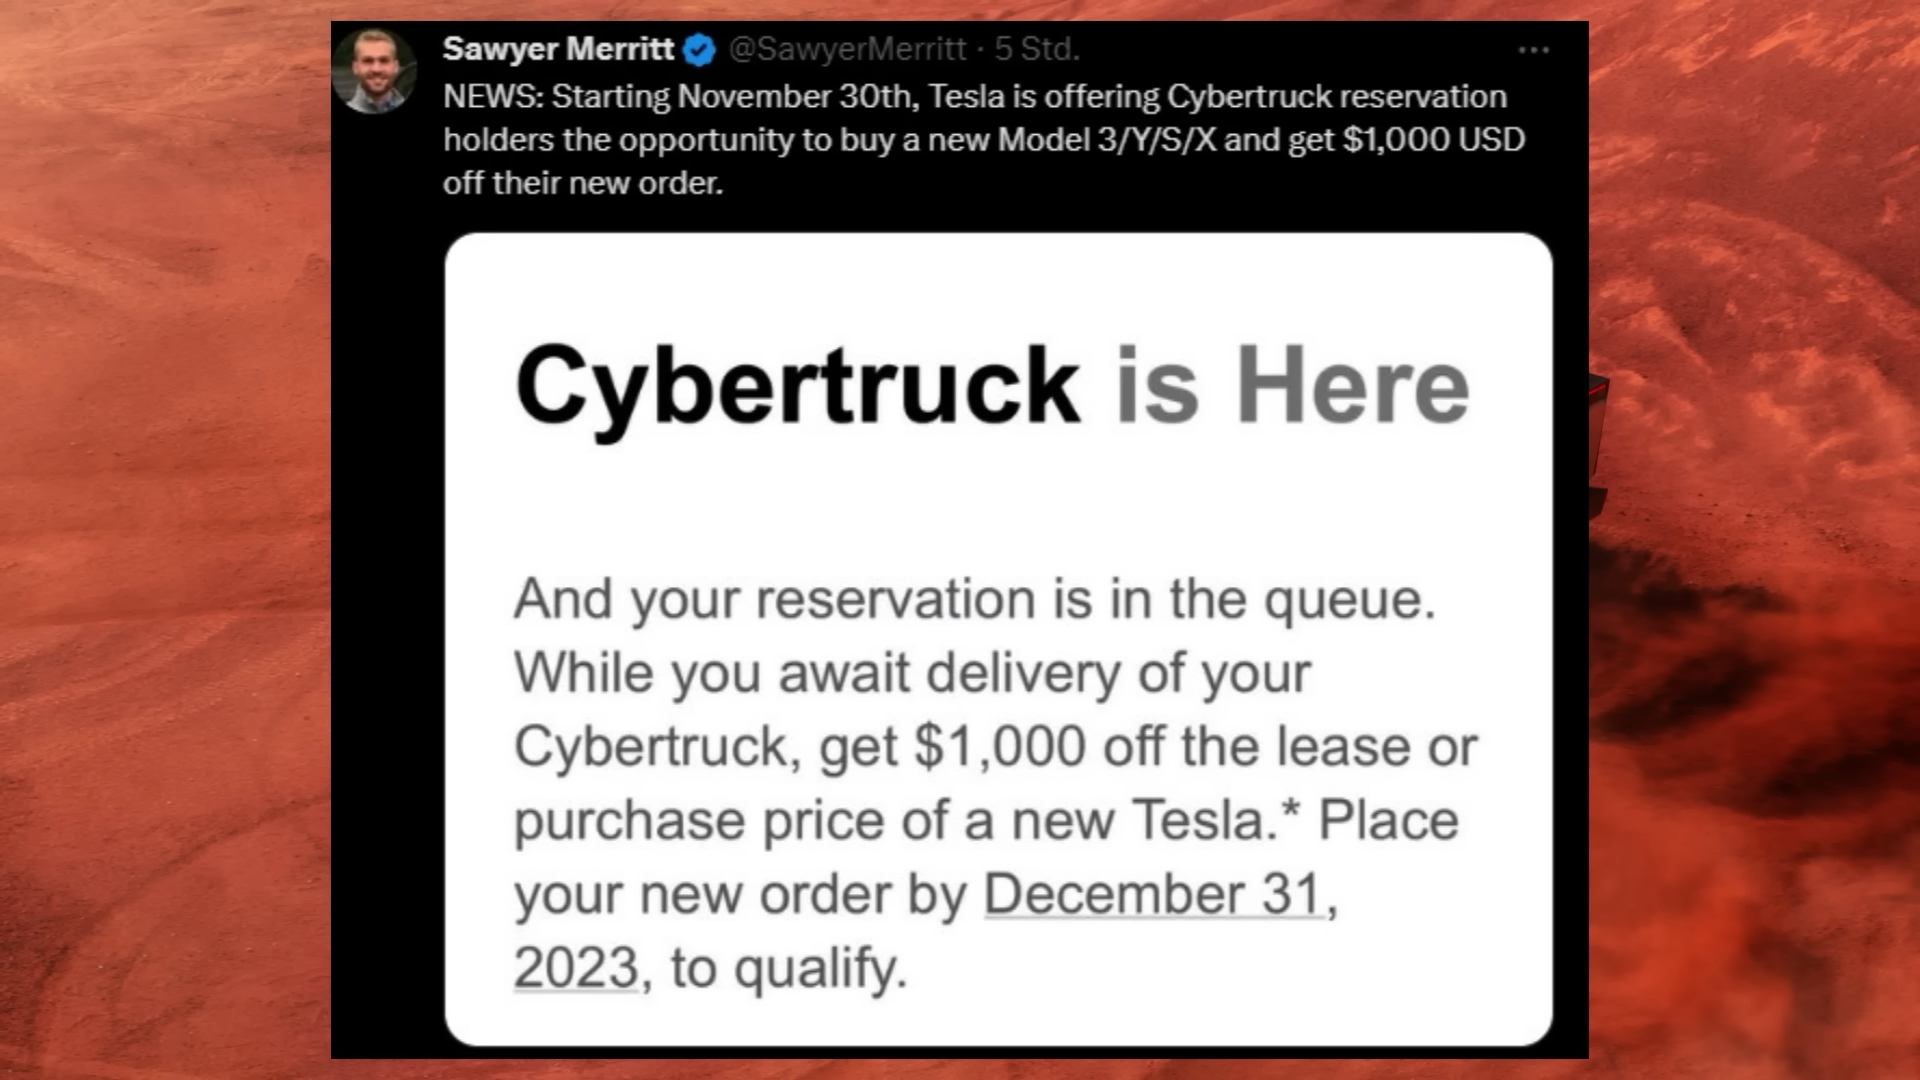 Sawyer Merritt @SawyerMerritt · 5 Std.
NEWS: Starting November 30th, Tesla is offering Cybertruck reservation
holders the opportunity to buy a new Model 3/Y/S/X and get $1,000 USD
off their new order.
Cybertruck is Here
And your reservation is in the queue.
While you await delivery of your
Cybertruck, get $1,000 off the lease or
purchase price of a new Tesla.* Place
your new order by December 31,
2023, to qualify.